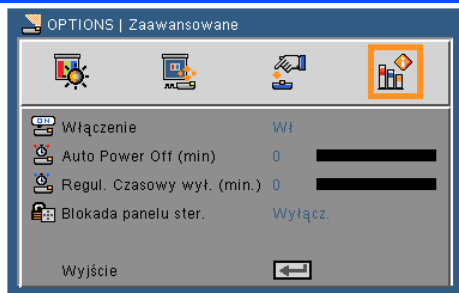 OPTIONS | Zaawansowane
Włączenie Wł
Auto Power Off (min) 0
Regul. Czasowy wył. (min.) 0
Blokada panelu ster. Wyłącz.
Wyjście